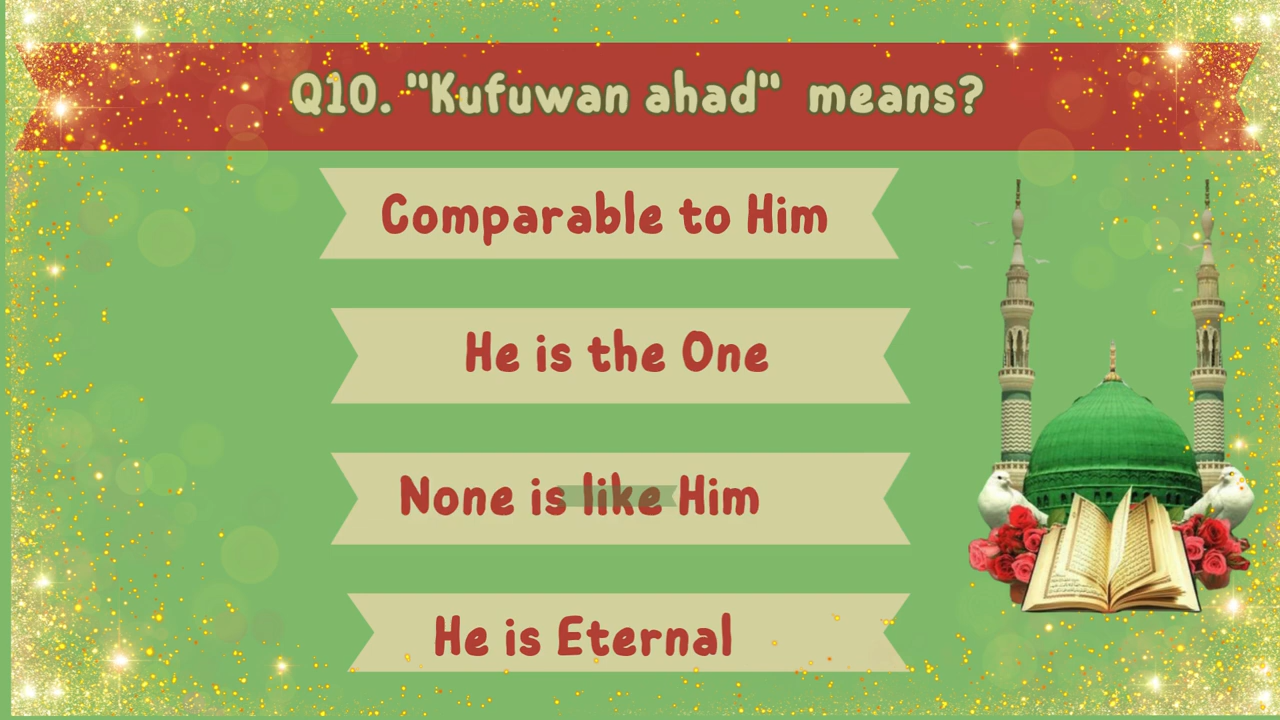 Q10. "Kufuwan ahad" means?
Comparable to Him
He is the One
None is like Him
He is Eternal